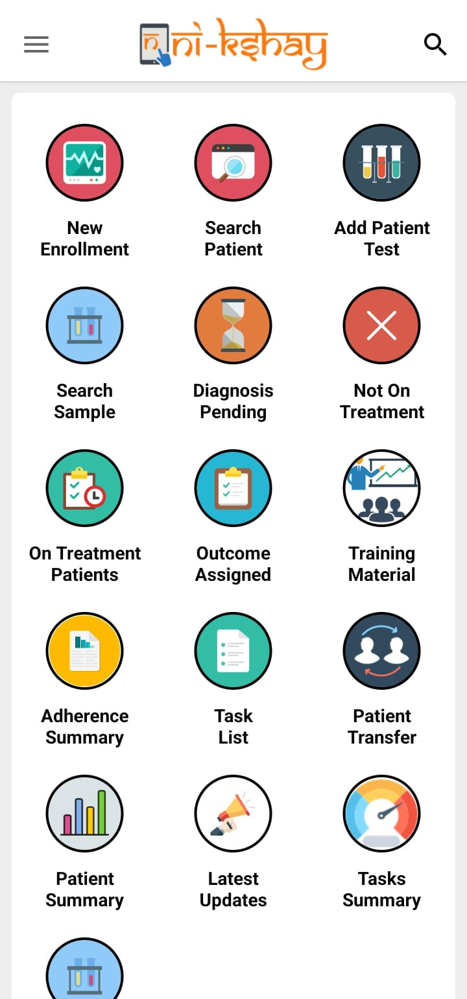 न ni-kshay
New Enrollment
Search Patient
Add Patient Test
Search Sample
Diagnosis Pending
Not On Treatment
On Treatment Patients
Outcome Assigned
Training Material
Adherence Summary
Task List
Patient Transfer
Patient Summary
Latest Updates
Tasks Summary